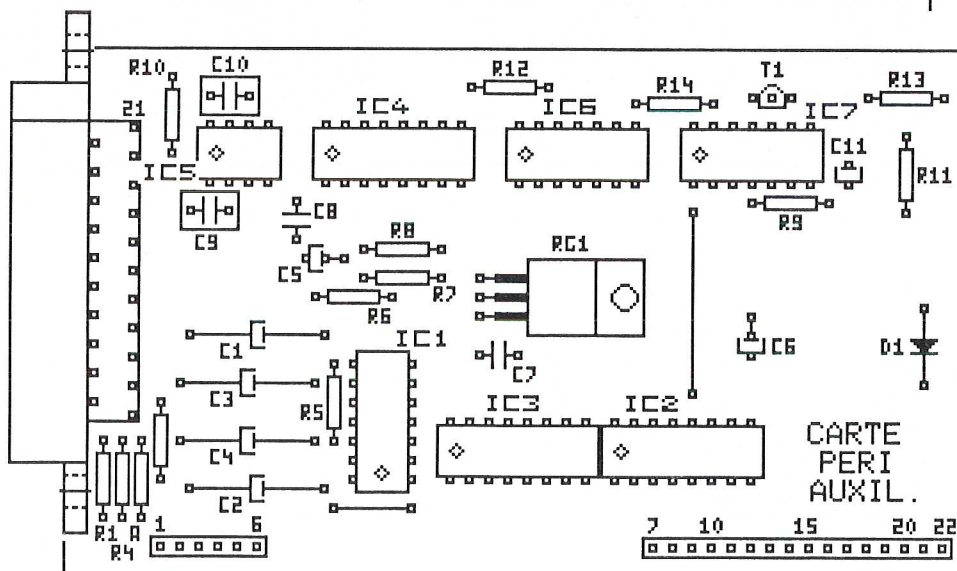 R10
C10
R12
R14
T1
R13
21
IC4
IC6
IC7
C11
IC5
R11
C9
C8
R8
RG1
R9
C5
R7
R6
C1
IC1
C7
C6
D1
C3
R5
IC3
IC2
C4
CARTE
PERI
AUXIL.
C2
R1
R4
A
1
6
7
10
15
20
22